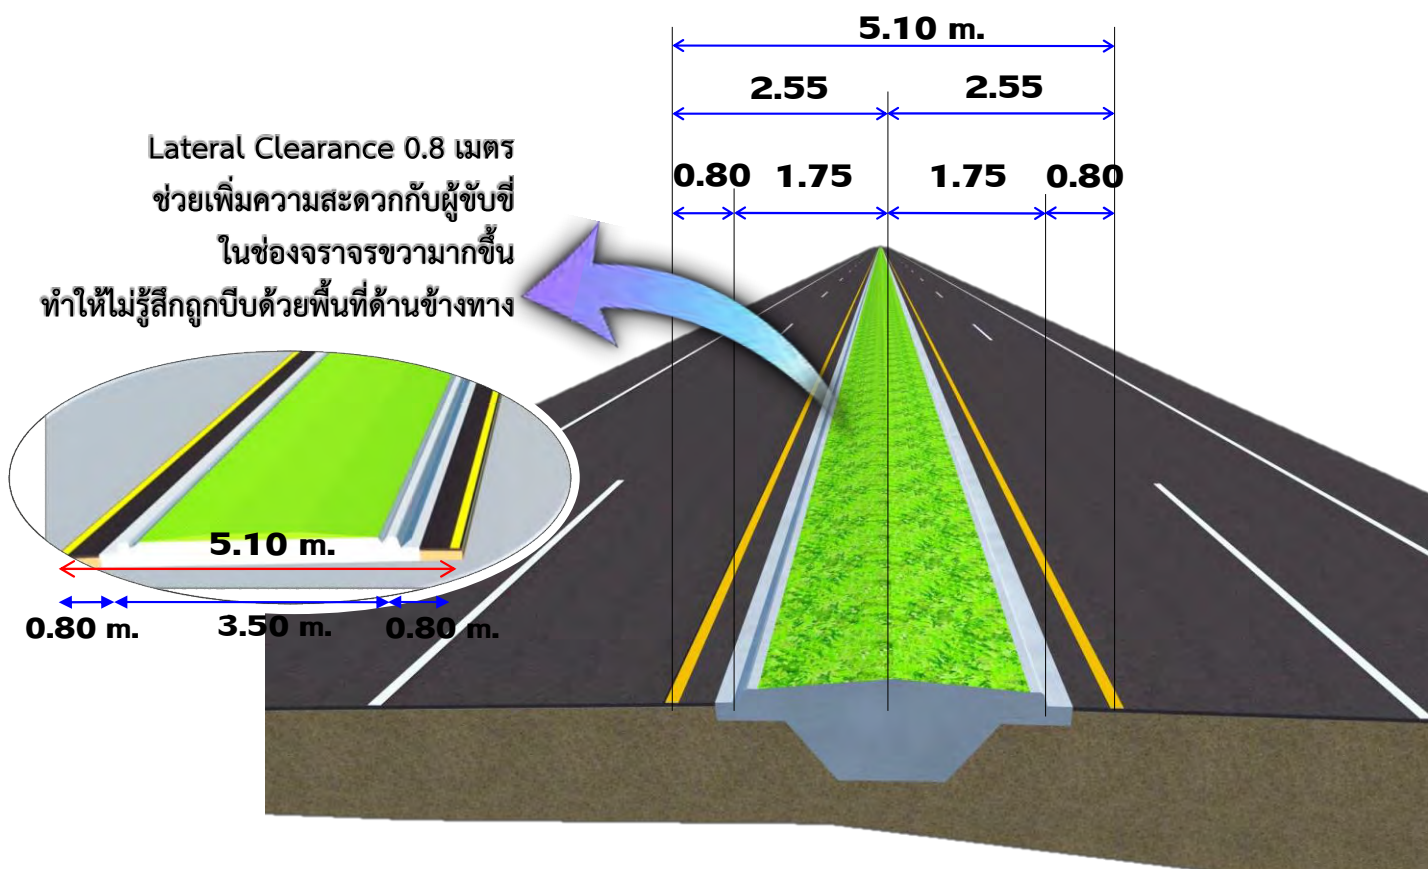 5.10 m.
2.55 2.55
0.80 1.75 1.75 0.80
Lateral Clearance 0.8 เมตร
ช่วยเพิ่มความสะดวกกับผู้ขับขี่
ในช่องจราจรขวามากขึ้น
ทำให้ไม่รู้สึกถูกบีบด้วยพื้นที่ด้านข้างทาง
5.10 m.
0.80 m. 3.50 m. 0.80 m.